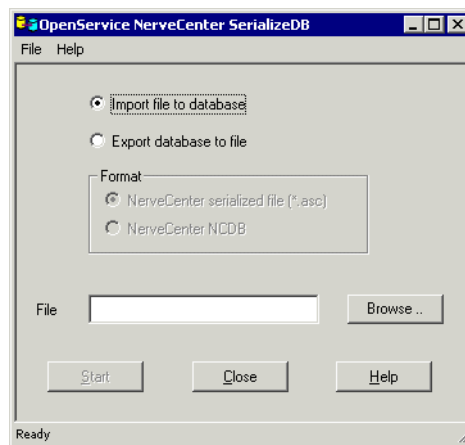 OpenService NerveCenter SerializeDB
File Help
Import file to database
Export database to file
Format
NerveCenter serialized file (*.asc)
NerveCenter NCDB
File Browse ..
Start Close Help
Ready